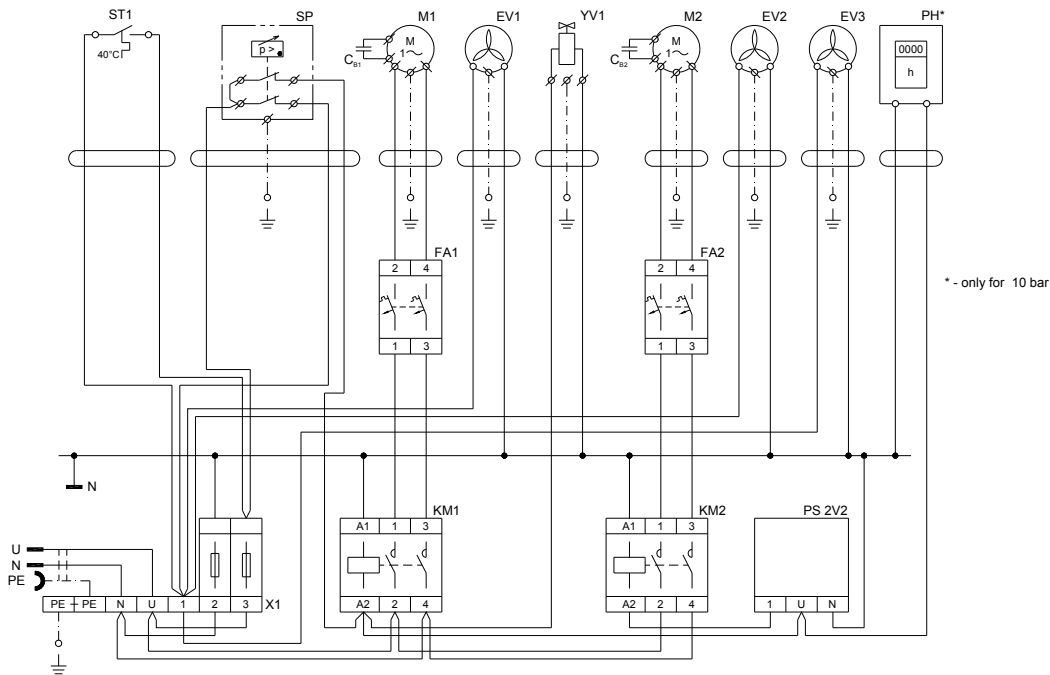 ST1 SP M1 EV1 YV1 M2 EV2 EV3 PH*
40°C
p >
C B1
M
1
C B2
M
1
0000
h
FA1
2 4
1 3
FA2
2 4
1 3
* - only for 10 bar
N
KM1
A1 1 3
A2 2 4
KM2
A1 1 3
A2 2 4
PS 2V2
1 U N
U
N
PE
PE PE N U 1 2 3 X1